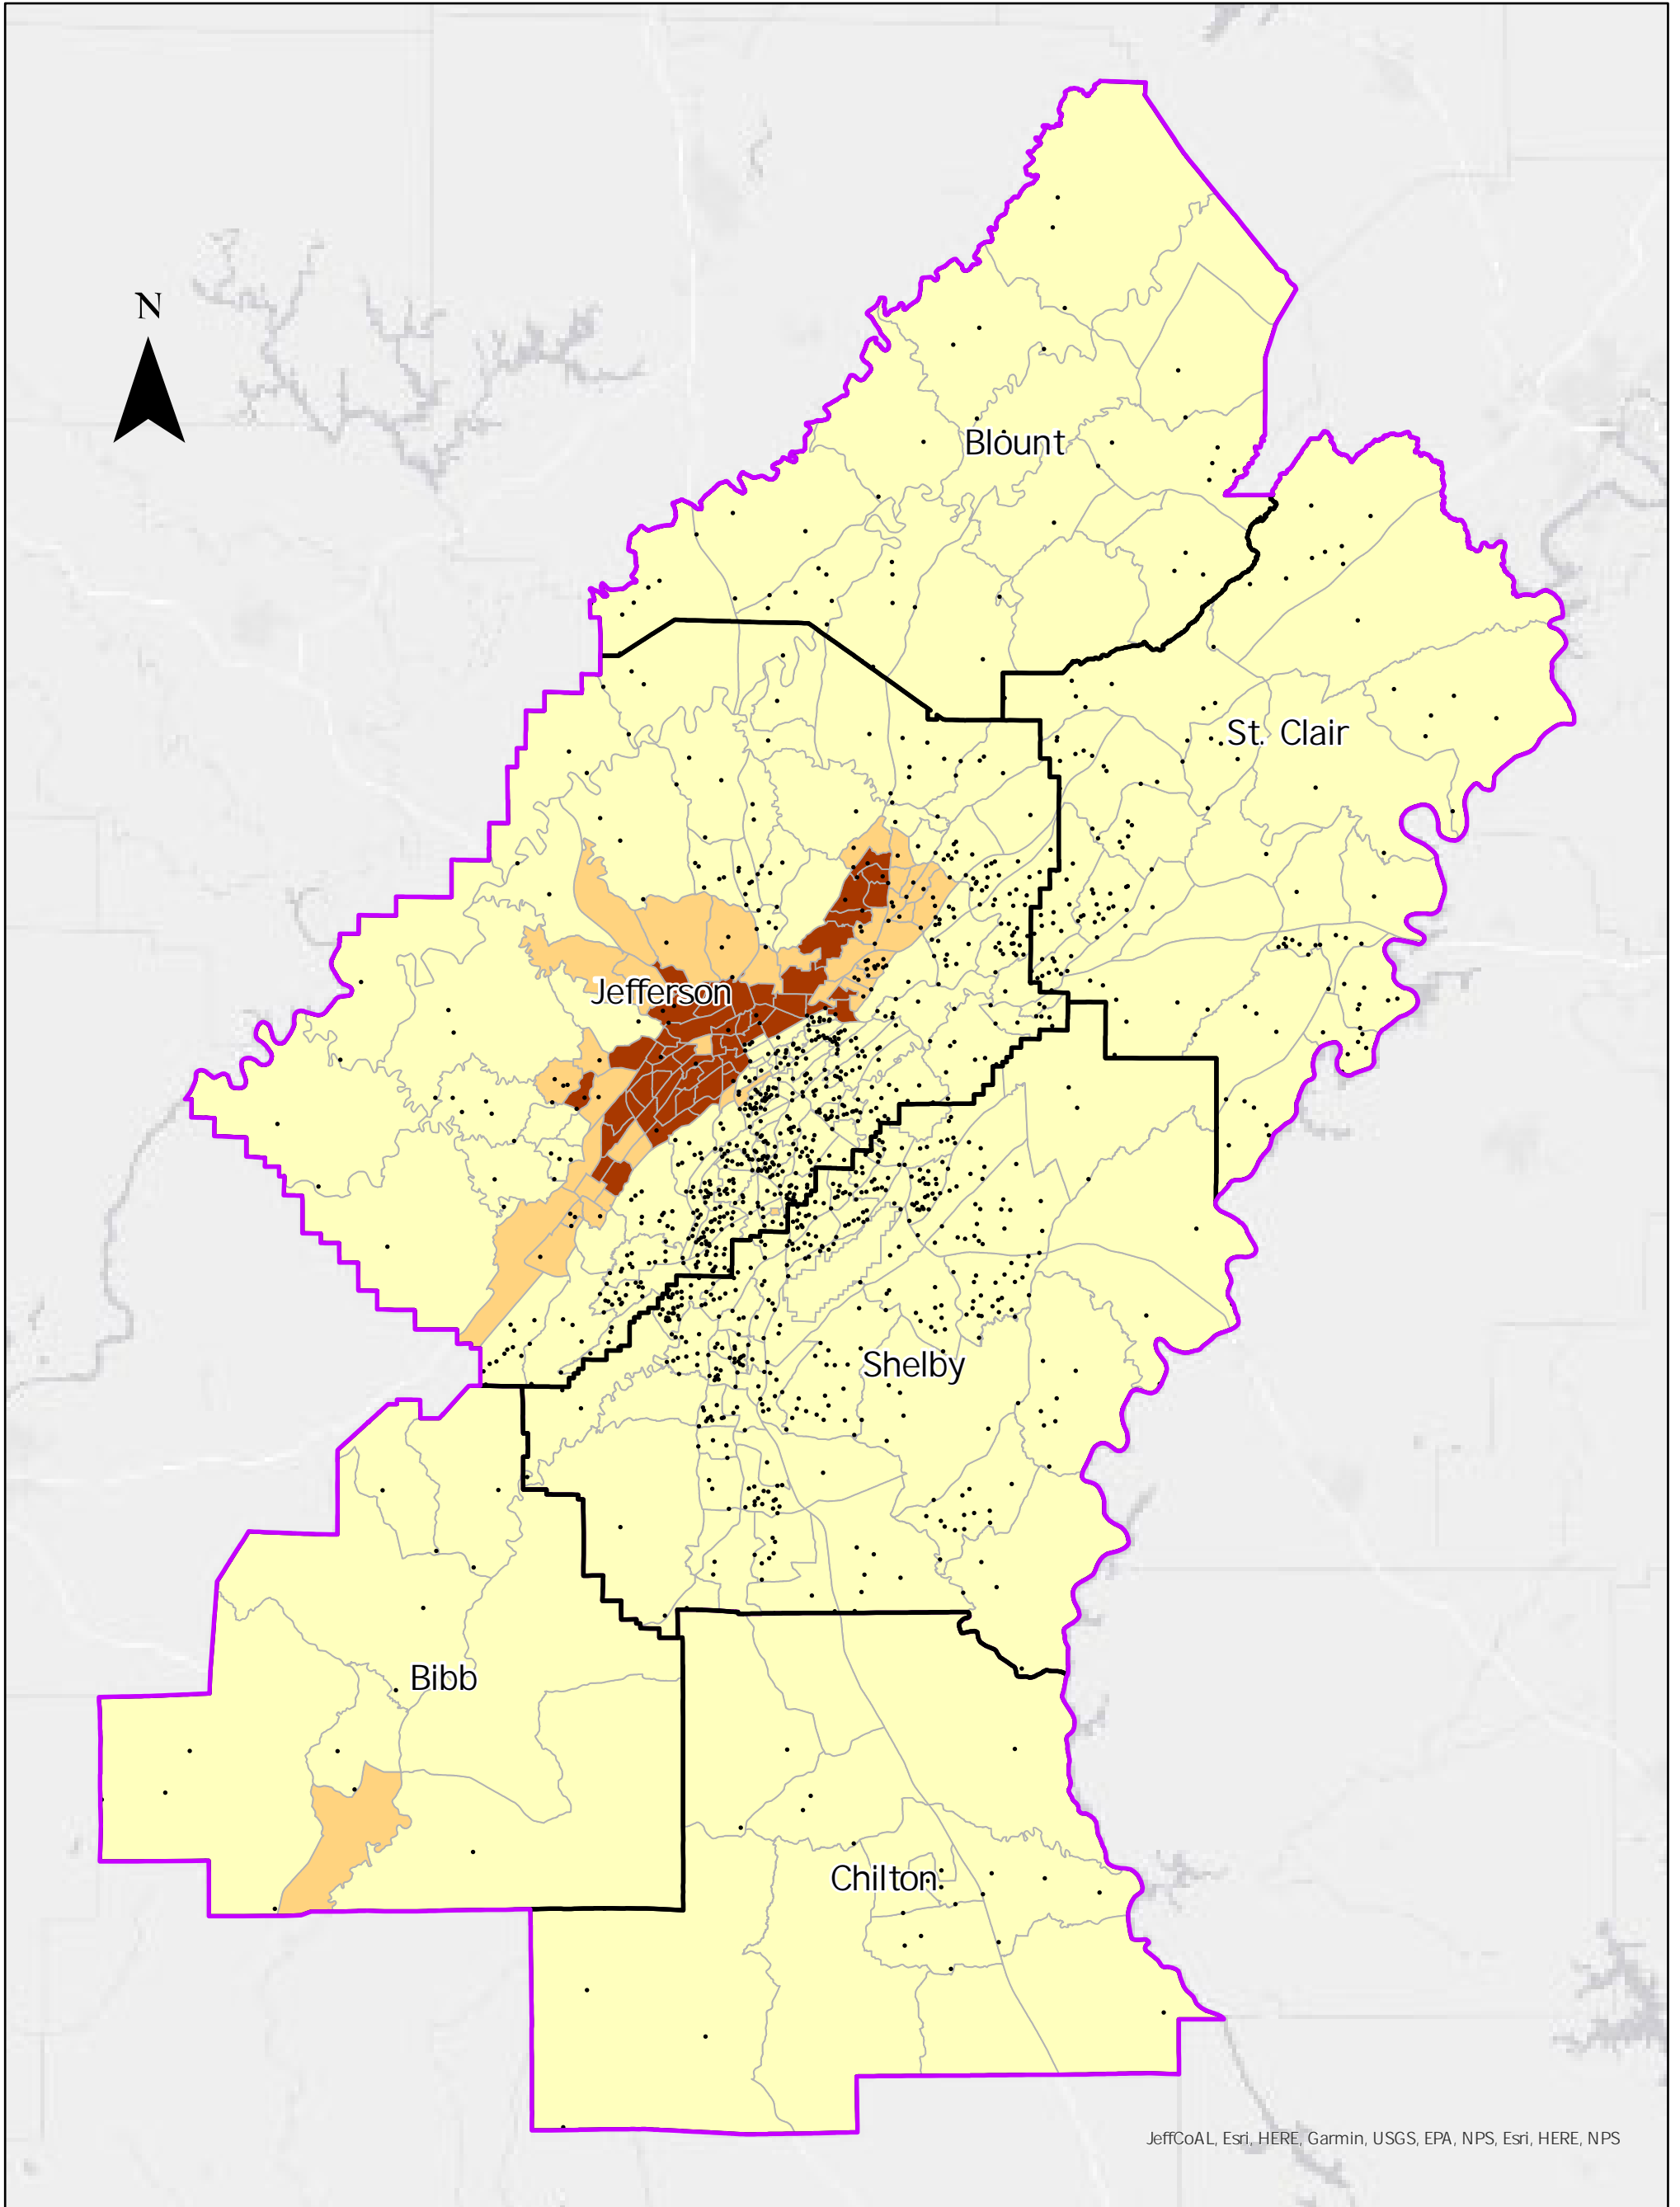 N
Blount
St. Clair
Jefferson
Shelby
Bibb
Chilton
JeffCoAL, Esri, HERE, Garmin, USGS, EPA, NPS, Esri, HERE, NPS